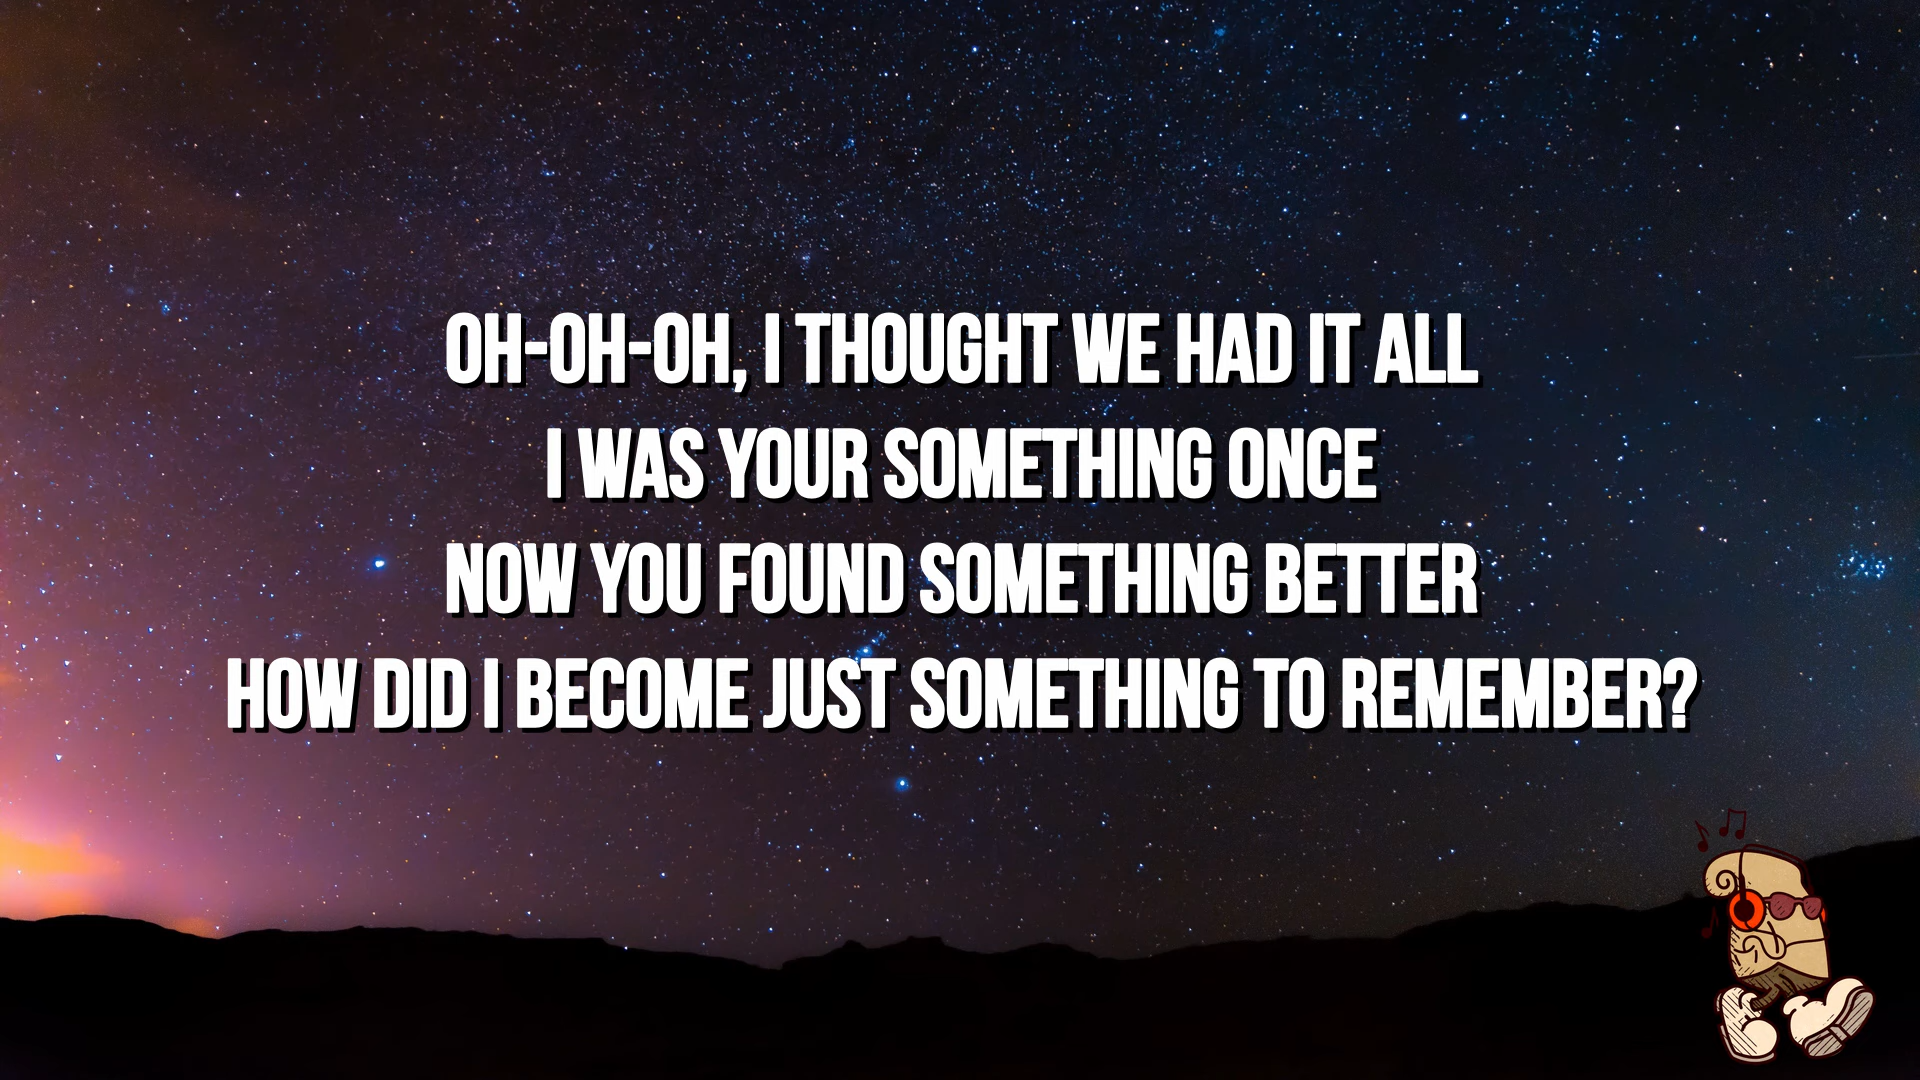 OH-OH-OH, I THOUGHT WE HAD IT ALL
I WAS YOUR SOMETHING ONCE
NOW YOU FOUND SOMETHING BETTER
HOW DID I BECOME JUST SOMETHING TO REMEMBER?